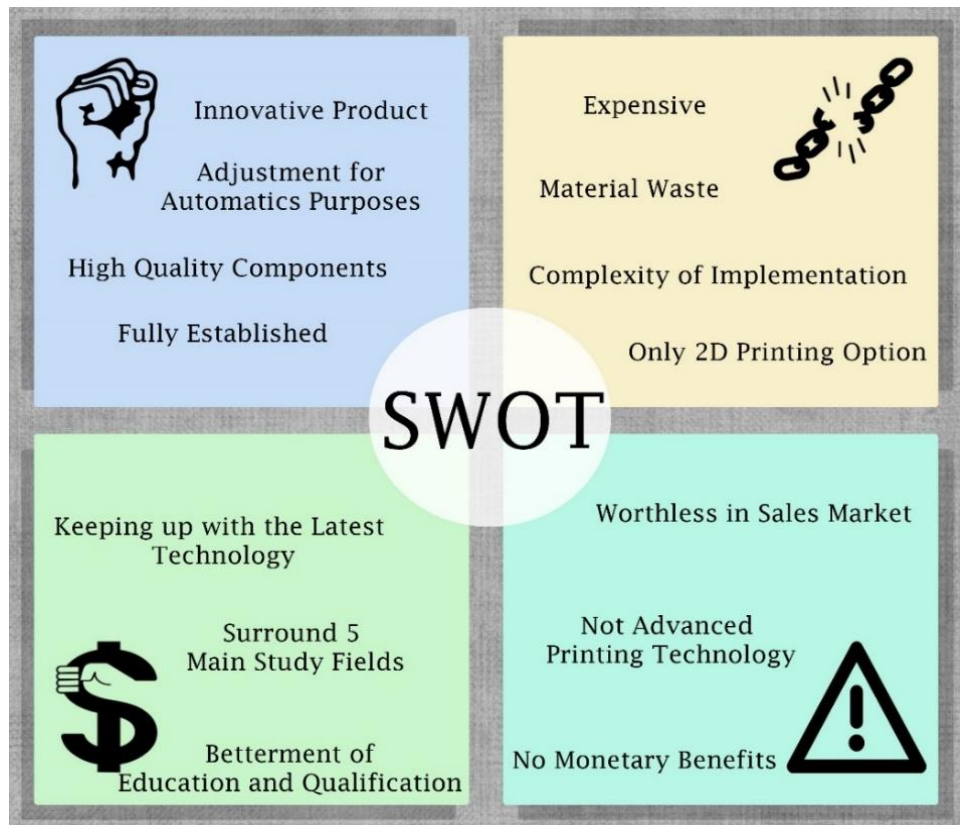 Innovative Product
Adjustment for
Automatics Purposes
High Quality Components
Fully Established
Expensive
Material Waste
Complexity of Implementation
Only 2D Printing Option
SWOT
Keeping up with the Latest
Technology
Surround 5
Main Study Fields
Betterment of
Education and Qualification
Worthless in Sales Market
Not Advanced
Printing Technology
No Monetary Benefits